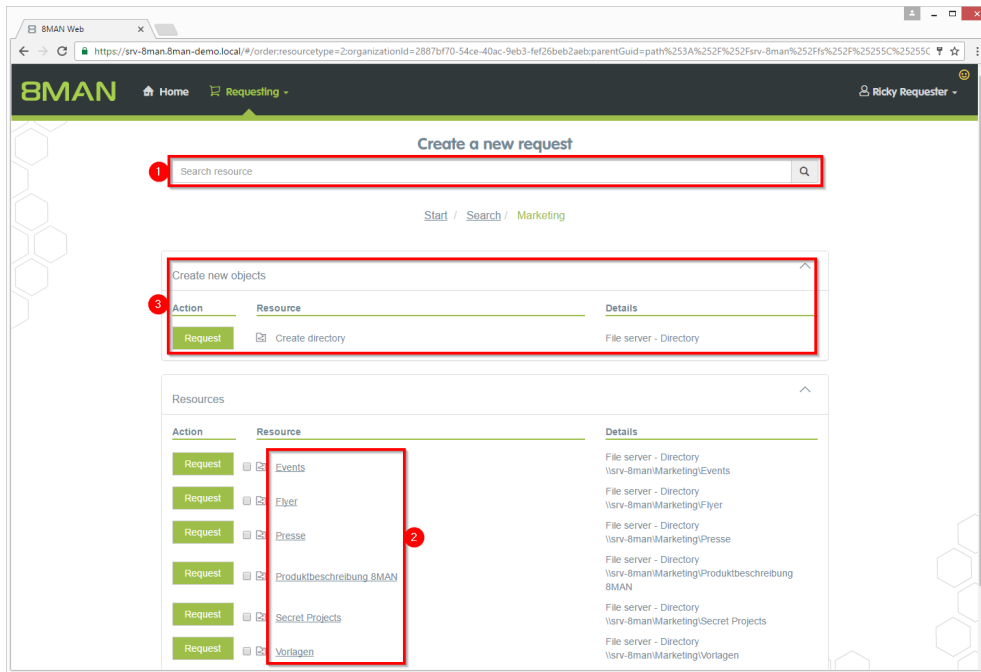 8MAN Web
https://srv-8man.8man-demo.local/#/order:resourcetype=2;organizationId=2887bf70-54ce-40ac-9eb3-fef26beb2aeb;parentGuid=path%253A%252F%252Fsrv-8man%252Ffs%252F%25255C%25255C
8MAN Home Requesting Ricky Requester
Create a new request
1 Search resource
Start / Search / Marketing
Create new objects
3 Action Resource Details
Request Create directory File server - Directory
Resources
Action Resource Details
Request Events File server - Directory
\\srv-8man\Marketing\Events
Request Flyer File server - Directory
\\srv-8man\Marketing\Flyer
Request Presse File server - Directory
\\srv-8man\Marketing\Presse
2
Request Produktbeschreibung 8MAN File server - Directory
\\srv-8man\Marketing\Produktbeschreibung
8MAN
Request Secret Projects File server - Directory
\\srv-8man\Marketing\Secret Projects
Request Vorlagen File server - Directory
\\srv-8man\Marketing\Vorlagen